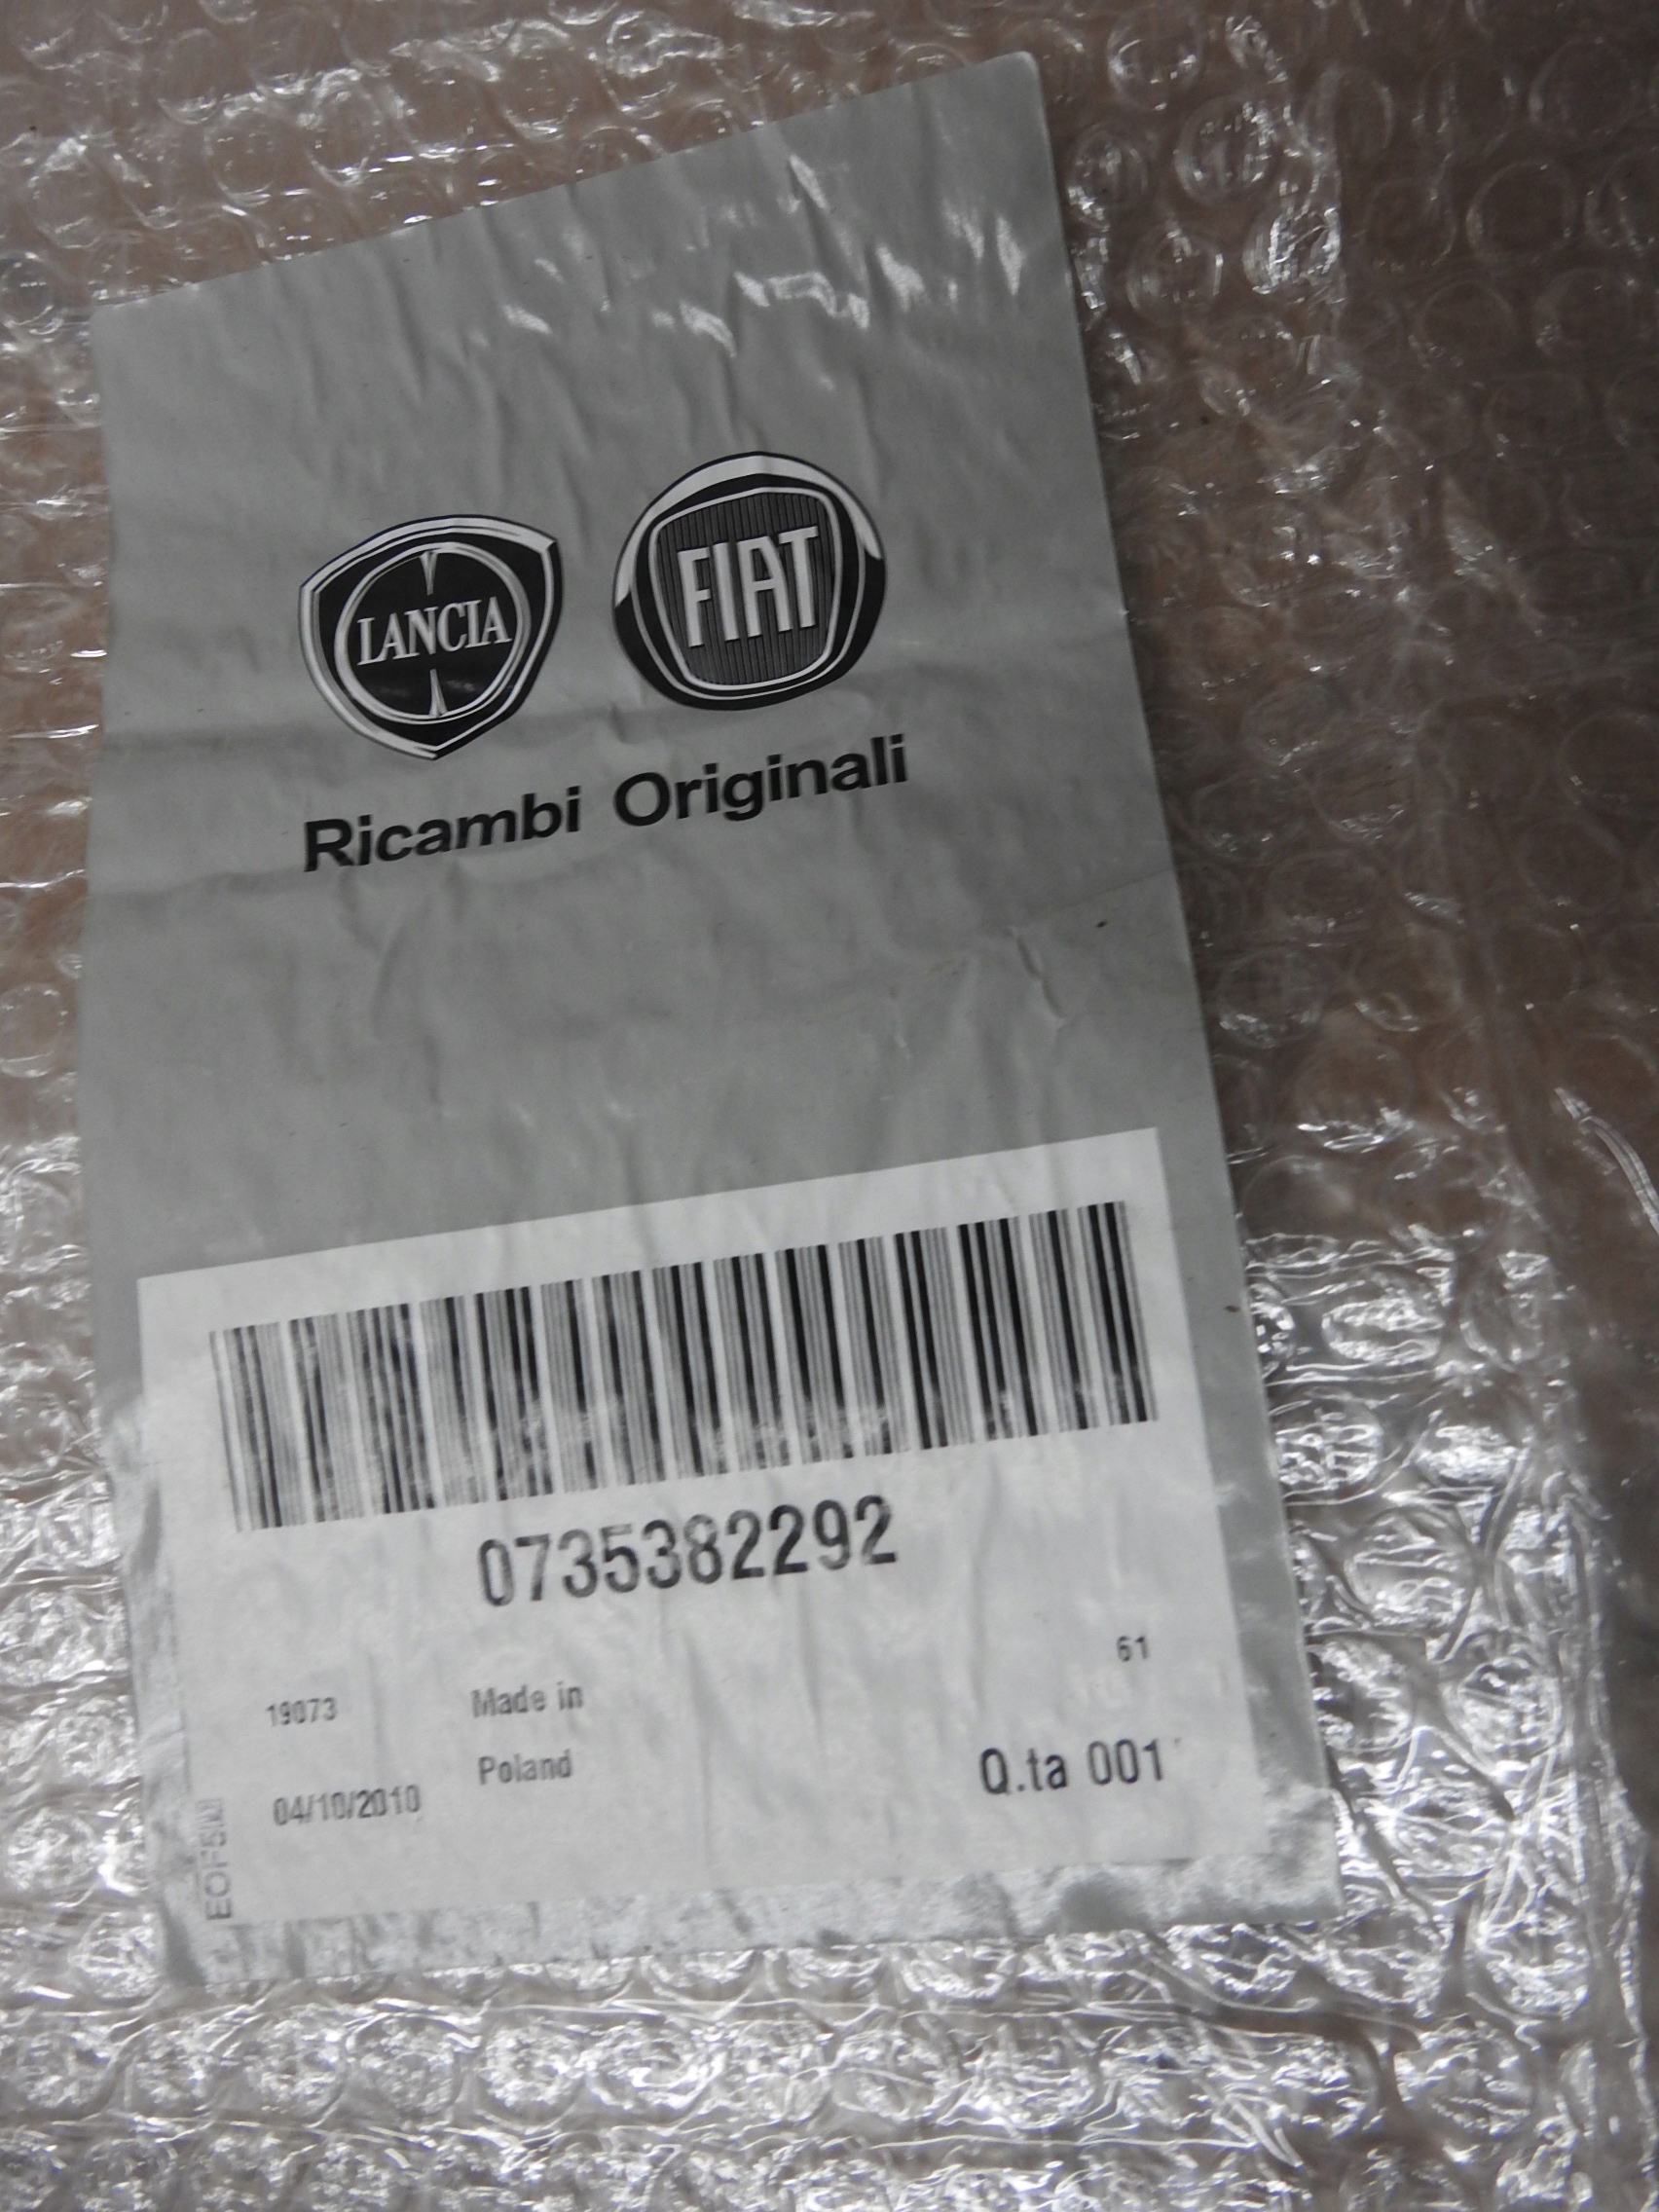 LANCIA
FIAT
Ricambi Originali
0735382292
61
19073
Made in
Poland
Q.ta 001
04/10/2010